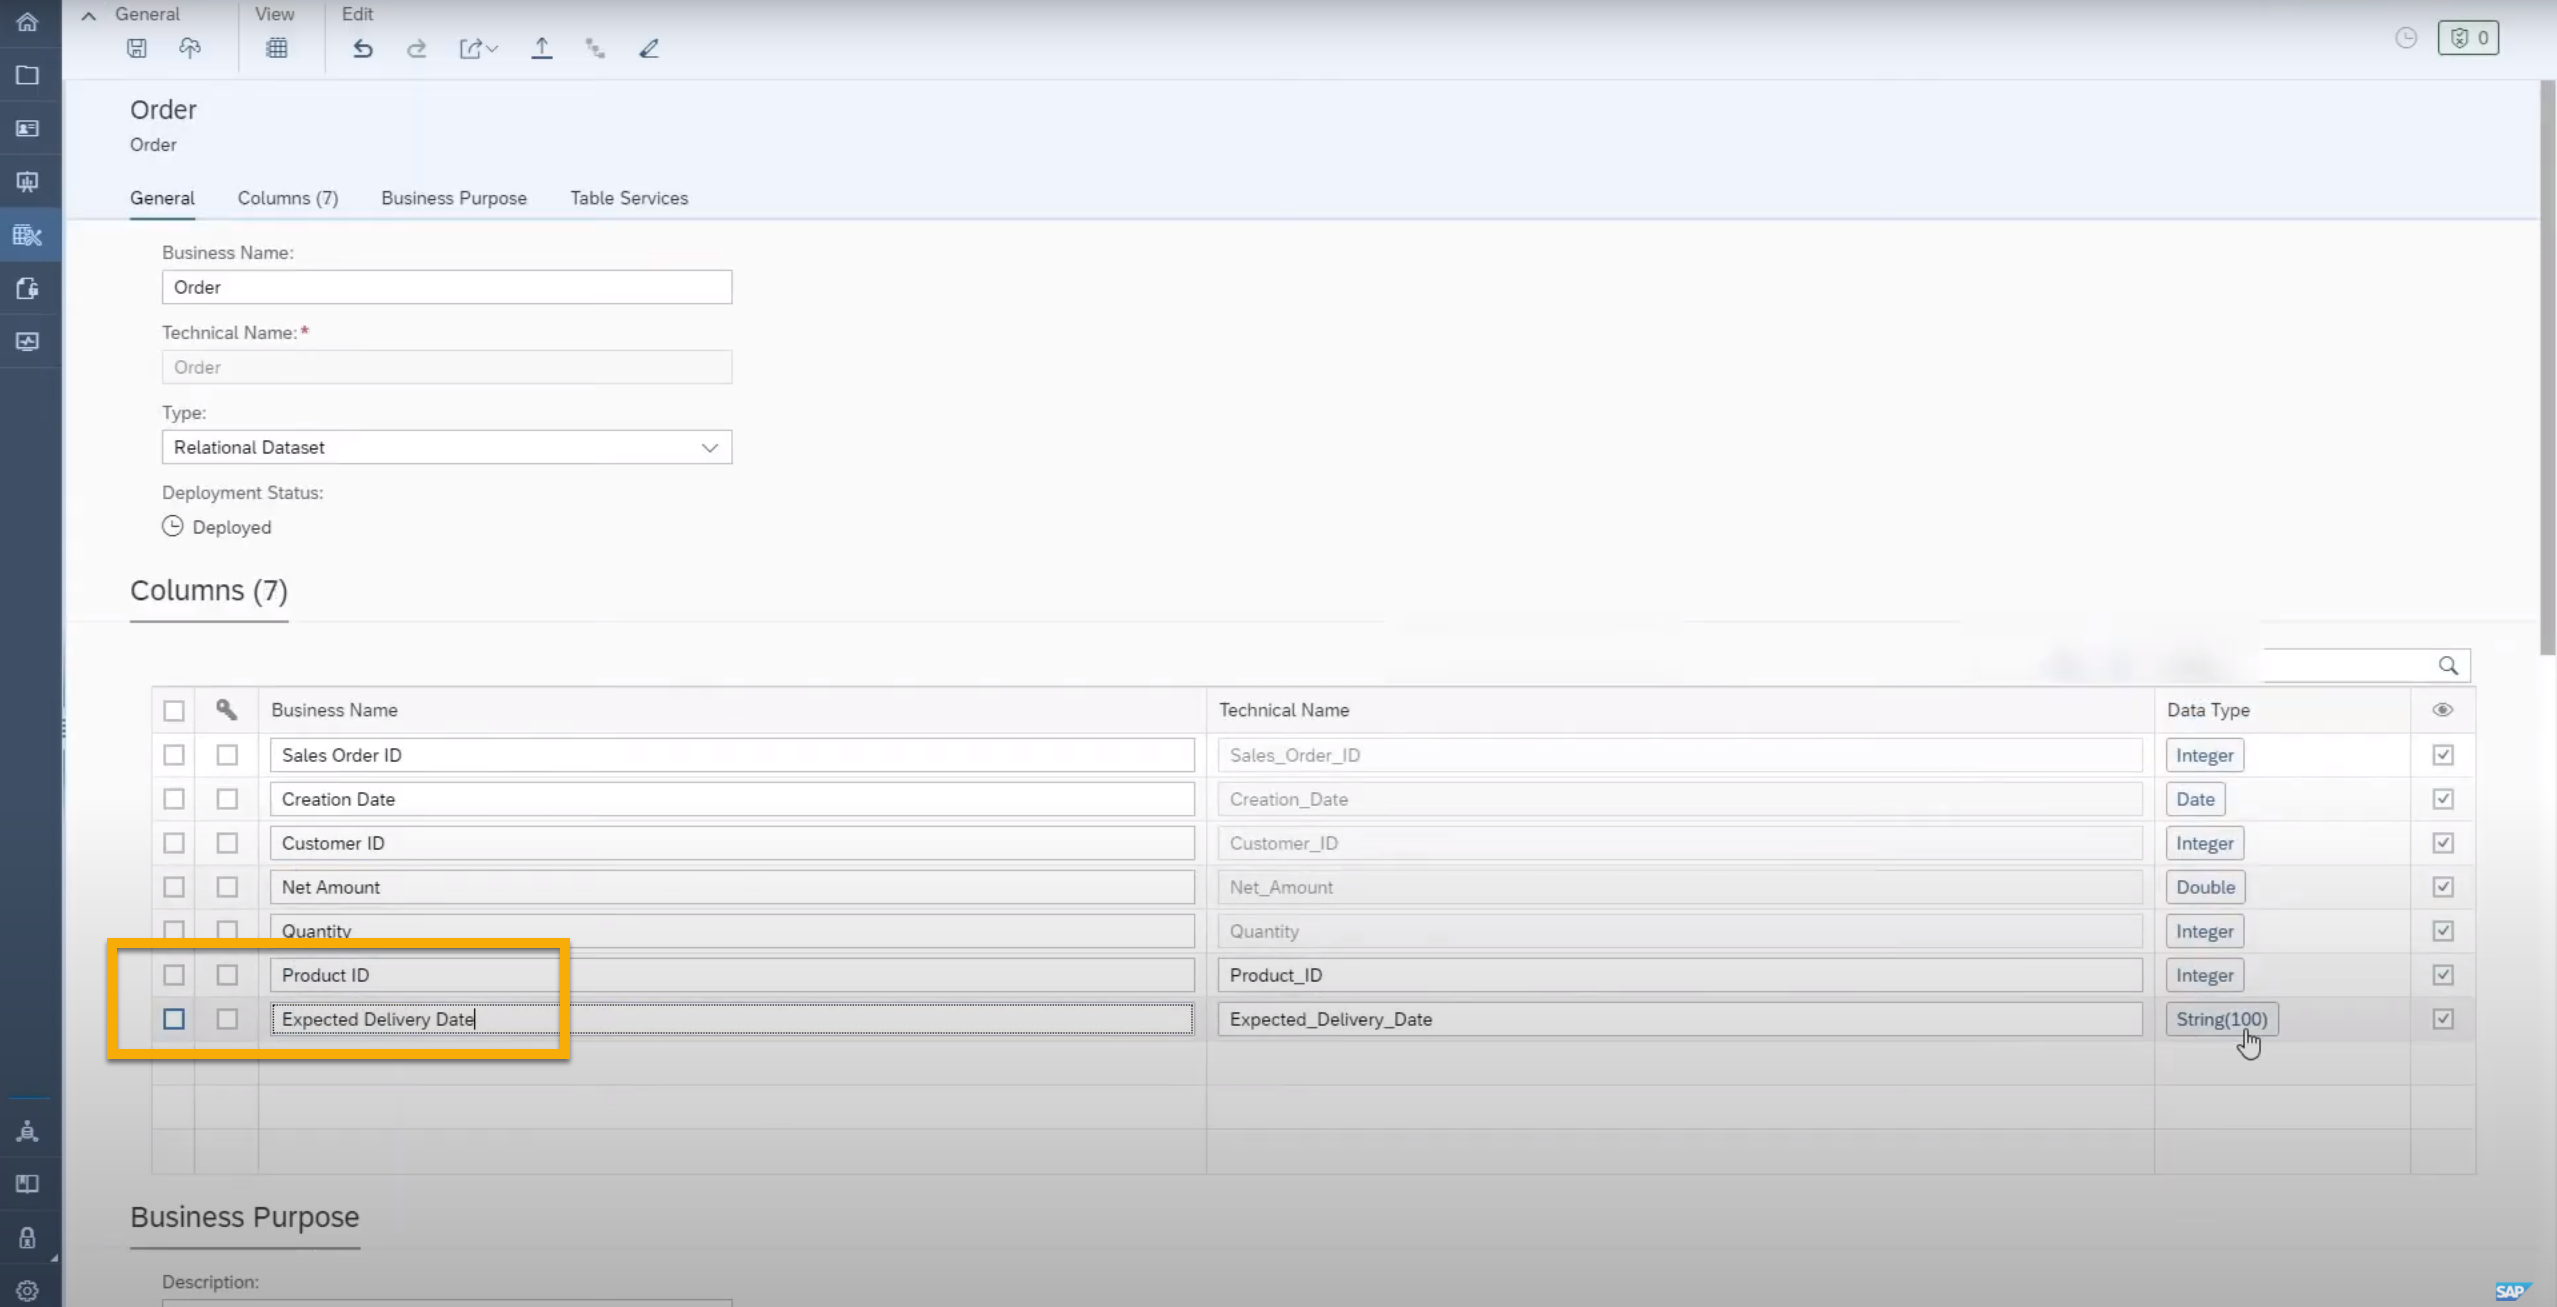 General View Edit
0
Order
Order
General Columns (7) Business Purpose Table Services
Business Name:
Order
Technical Name:*
Order
Type:
Relational Dataset
Deployment Status:
Deployed
Columns (7)
Business Name Technical Name Data Type
Sales Order ID Sales_Order_ID Integer
Creation Date Creation_Date Date
Customer ID Customer_ID Integer
Net Amount Net_Amount Double
Quantity Quantity Integer
Product ID Product_ID Integer
Expected Delivery Date Expected_Delivery_Date String(100)
Business Purpose
Description:
SAP